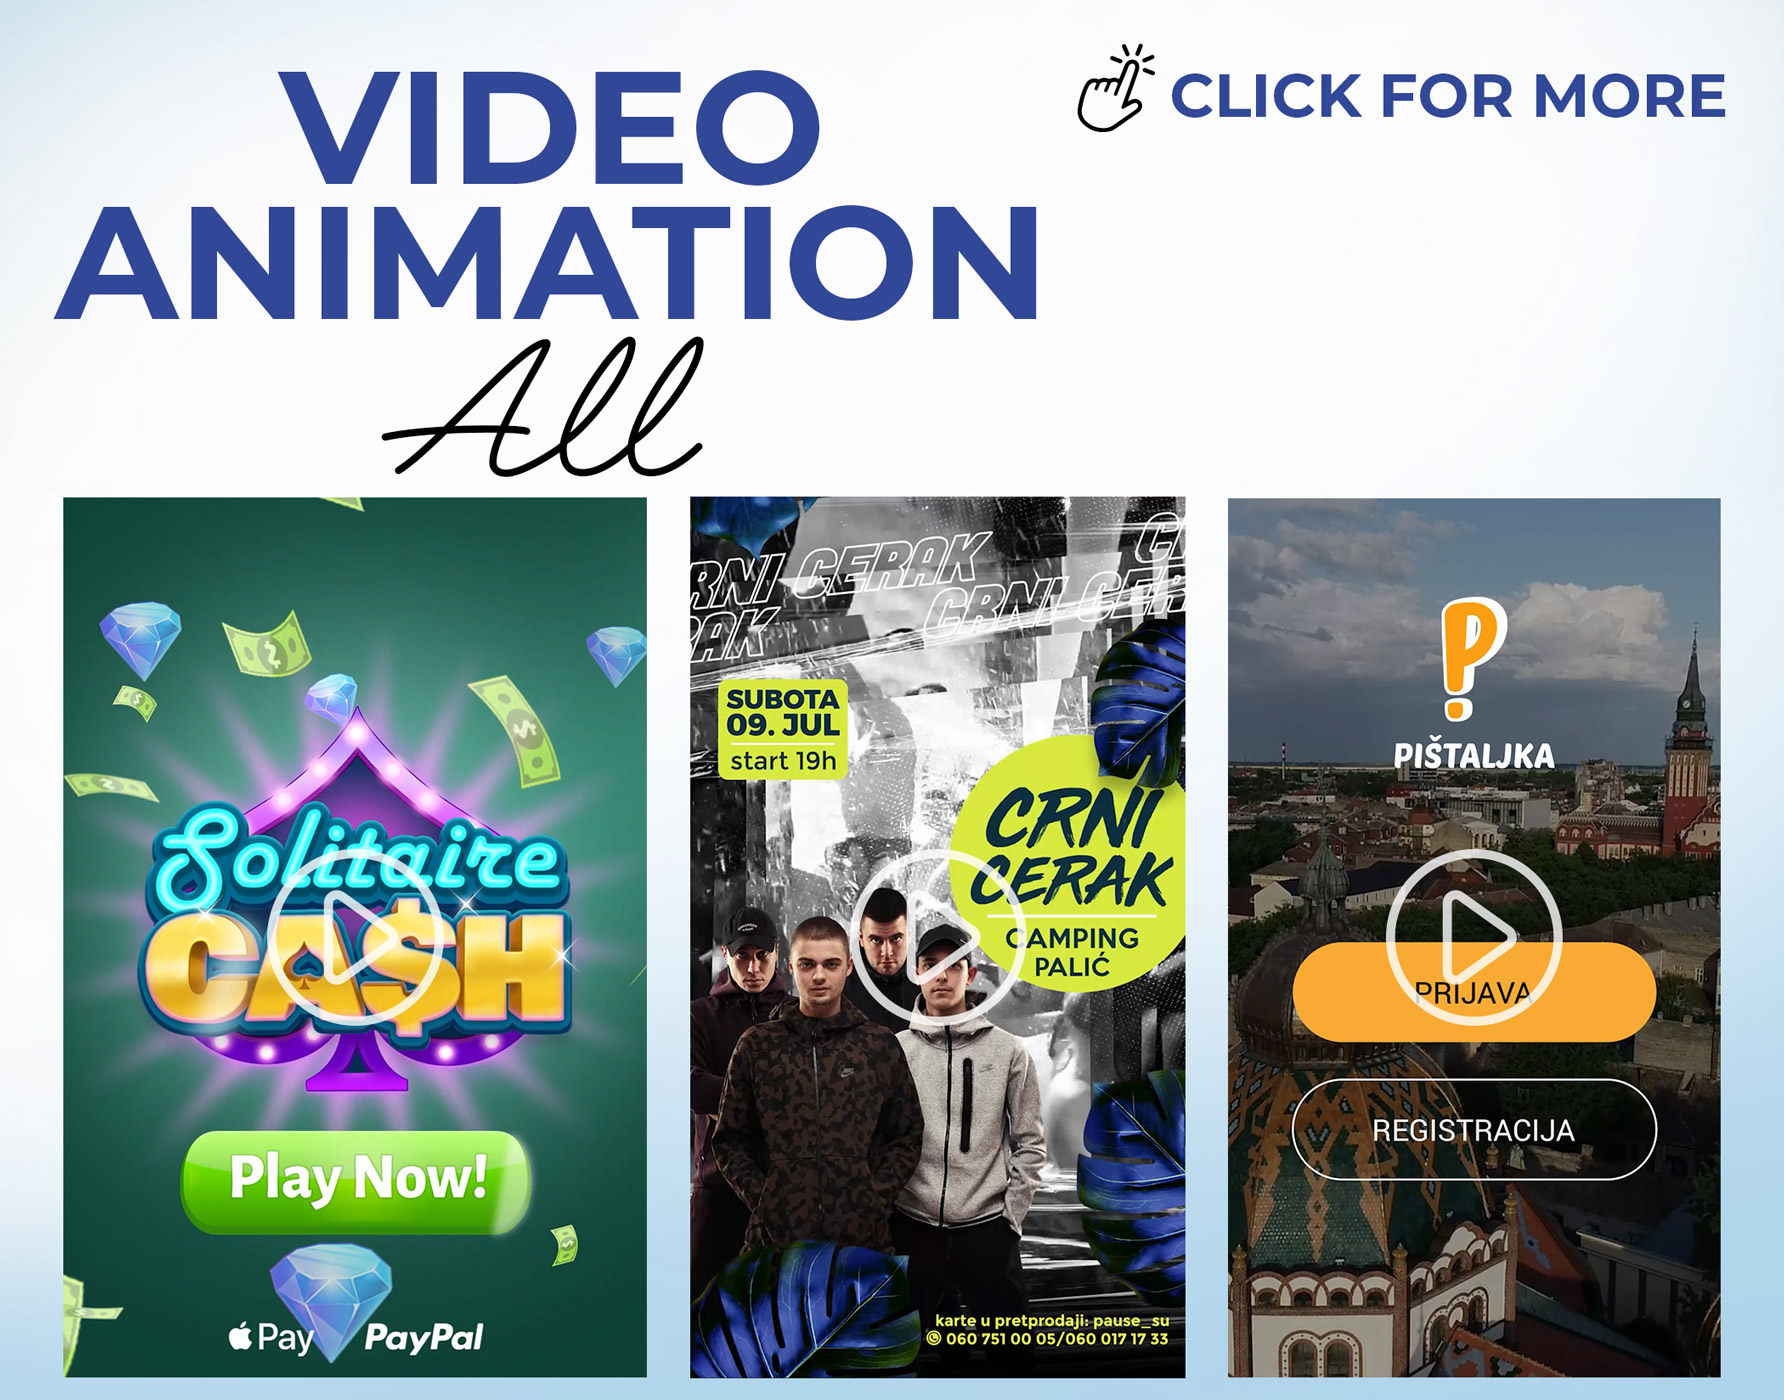 VIDEO
ANIMATION
All
CLICK FOR MORE
Solitaire
CA$H
Play Now!
Pay PayPal
CRNI CERAK
CRNI CERAK
SUBOTA
09. JUL
start 19h
CRNI
CERAK
CAMPING
PALIĆ
karte u pretprodaji: pause_su
060 751 00 05/060 017 17 33
P
PIŠTALJKA
PRIJAVA
REGISTRACIJA